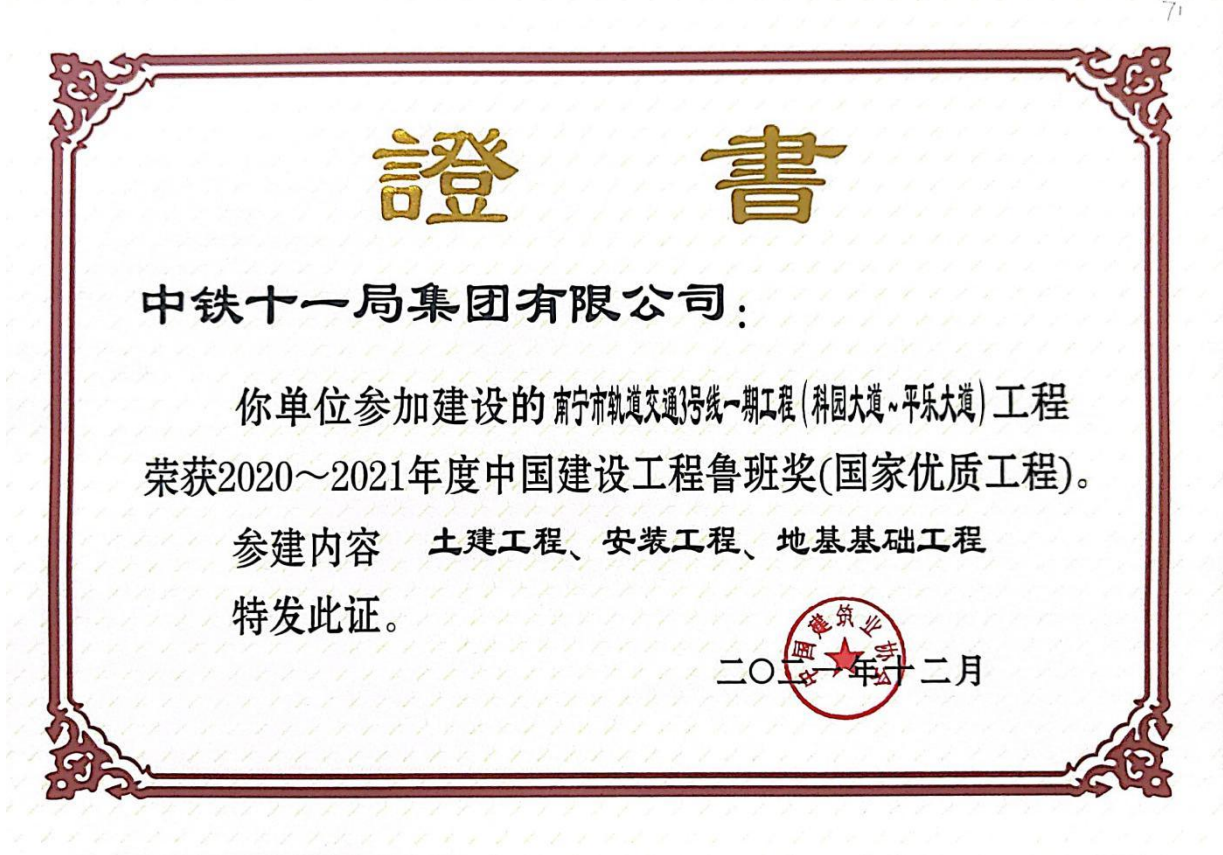 71
證書
中铁十一局集团有限公司：
你单位参加建设的南宁市轨道交通3号线一期工程(科园大道~平乐大道)工程
荣获2020～2021年度中国建设工程鲁班奖(国家优质工程)。
参建内容 土建工程、安装工程、地基基础工程
特发此证。
中国建筑业协会
二〇二一年十二月